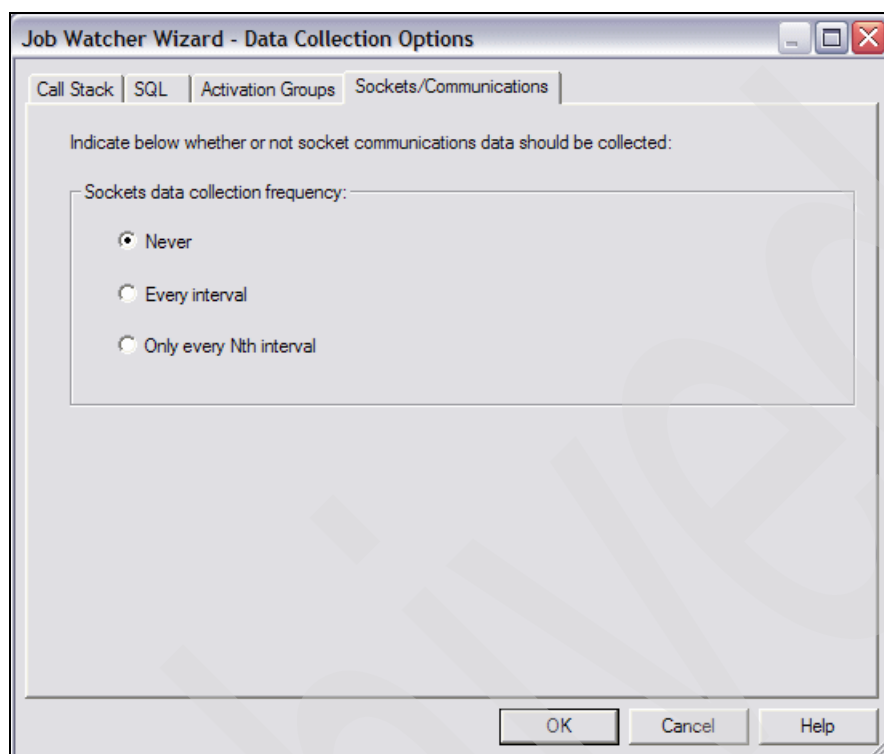 Job Watcher Wizard - Data Collection Options
Call Stack SQL Activation Groups Sockets/Communications
Indicate below whether or not socket communications data should be collected:
Sockets data collection frequency:
Never
Every interval
Only every Nth interval
OK Cancel Help